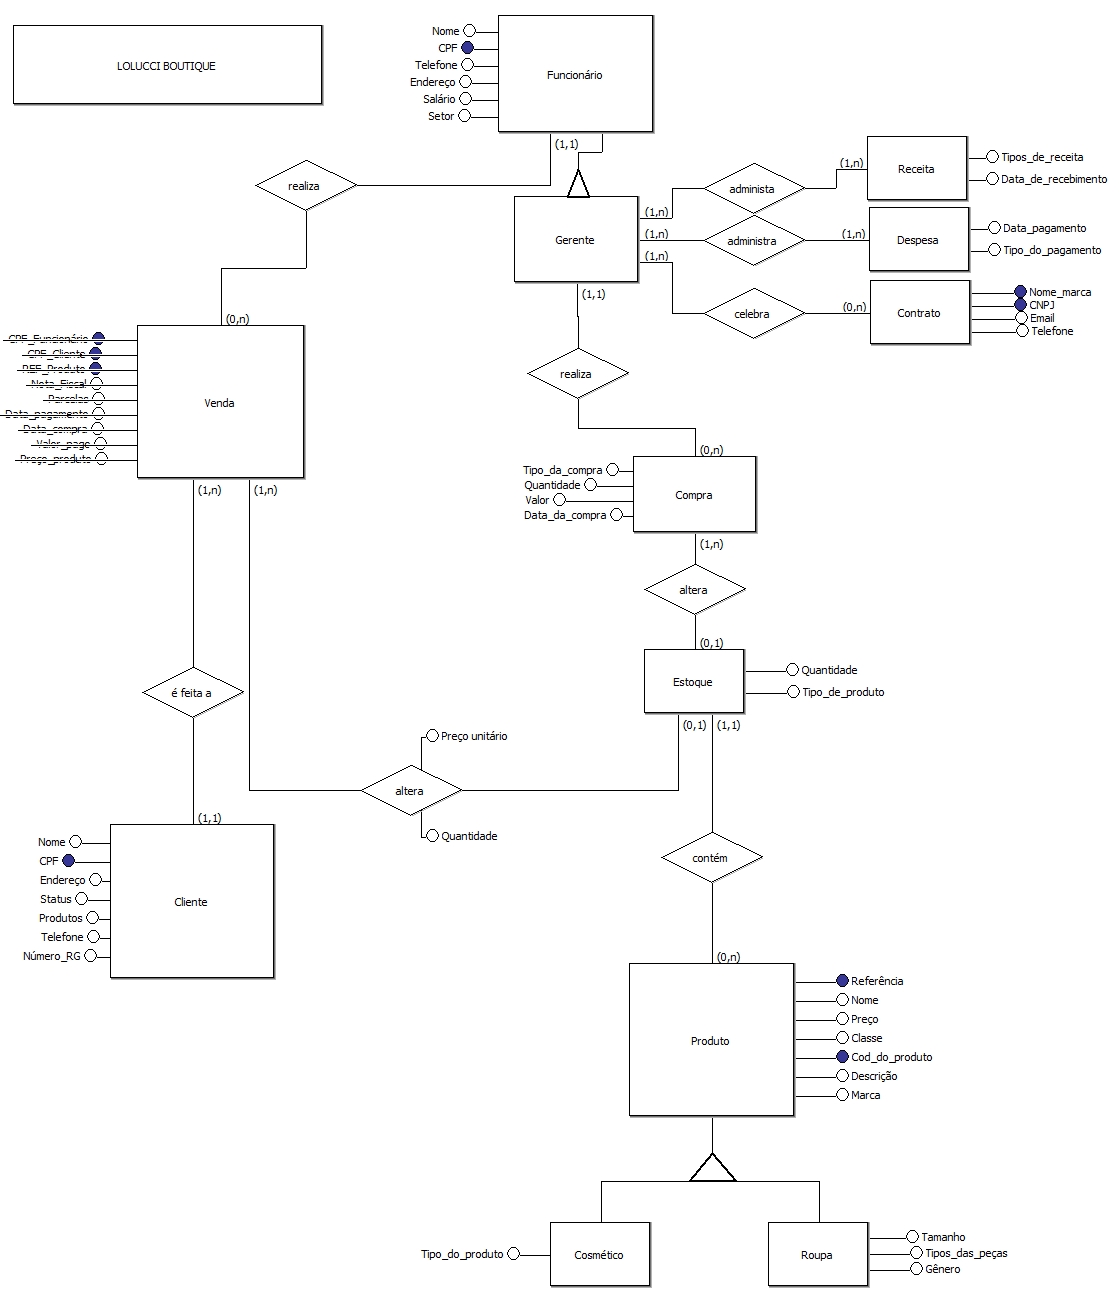 LOLUCCI BOUTIQUE
Nome
CPF
Telefone
Endereço
Salário
Setor
Funcionário
(1,1)
realiza
Gerente
(1,n)
administa
(1,n)
Receita
Tipos_de_receita
Data_de_recebimento
(1,n)
administra
(1,n)
Despesa
Data_pagamento
Tipo_do_pagamento
(1,n)
celebra
(0,n)
Contrato
Nome_marca
CNPJ
Email
Telefone
(1,1)
realiza
(0,n)
CPF_Funcionário
CPF_Cliente
REF_Produto
Nota_Fiscal
Parcelas
Data_pagamento
Data_compra
Valor_pago
Preço_produto
Venda
(1,n)
(1,n)
(0,n)
Tipo_da_compra
Quantidade
Valor
Data_da_compra
Compra
(1,n)
altera
(0,1)
Estoque
Quantidade
Tipo_de_produto
(0,1)
(1,1)
é feita a
Preço unitário
altera
Quantidade
contém
(1,1)
Nome
CPF
Endereço
Status
Produtos
Telefone
Número_RG
Cliente
(0,n)
Produto
Referência
Nome
Preço
Classe
Cod_do_produto
Descrição
Marca
Tipo_do_produto
Cosmético
Roupa
Tamanho
Tipos_das_peças
Gênero